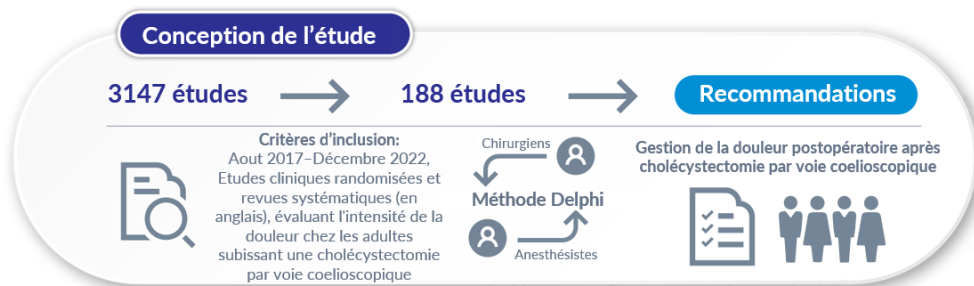 Conception de l'étude
3147 études
188 études
Recommandations
Critères d'inclusion:
Aout 2017–Décembre 2022,
Etudes cliniques randomisées et
revues systématiques (en
anglais), évaluant l'intensité de la
douleur chez les adultes
subissant une cholécystectomie
par voie coelioscopique
Chirurgiens
Méthode Delphi
Anesthésistes
Gestion de la douleur postopératoire après
cholécystectomie par voie coelioscopique